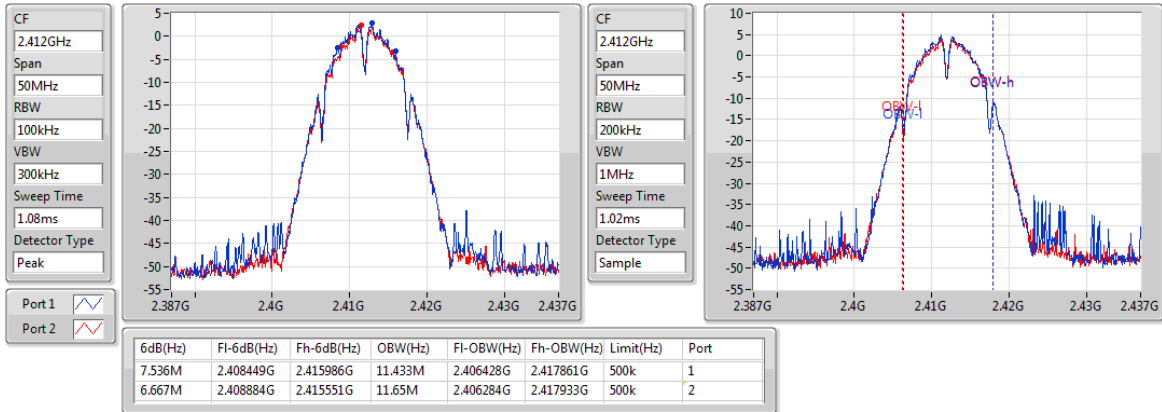 CF
2.412GHz
Span
50MHz
RBW
100kHz
VBW
300kHz
Sweep Time
1.08ms
Detector Type
Peak
Port 1
Port 2
5
0
-5
-10
-15
-20
-25
-30
-35
-40
-45
-50
-55
2.387G
2.4G
2.41G
2.42G
2.43G
2.437G
CF
2.412GHz
Span
50MHz
RBW
200kHz
VBW
1MHz
Sweep Time
1.02ms
Detector Type
Sample
10
5
0
-5
-10
-15
-20
-25
-30
-35
-40
-45
-50
-55
OBW-l
OBW-l
OBW-h
2.387G
2.4G
2.41G
2.42G
2.43G
2.437G
6dB(Hz) Fl-6dB(Hz) Fh-6dB(Hz) OBW(Hz) Fl-OBW(Hz) Fh-OBW(Hz) Limit(Hz) Port
7.536M 2.408449G 2.415986G 11.433M 2.406428G 2.417861G 500k 1
6.667M 2.408884G 2.415551G 11.65M 2.406284G 2.417933G 500k 2